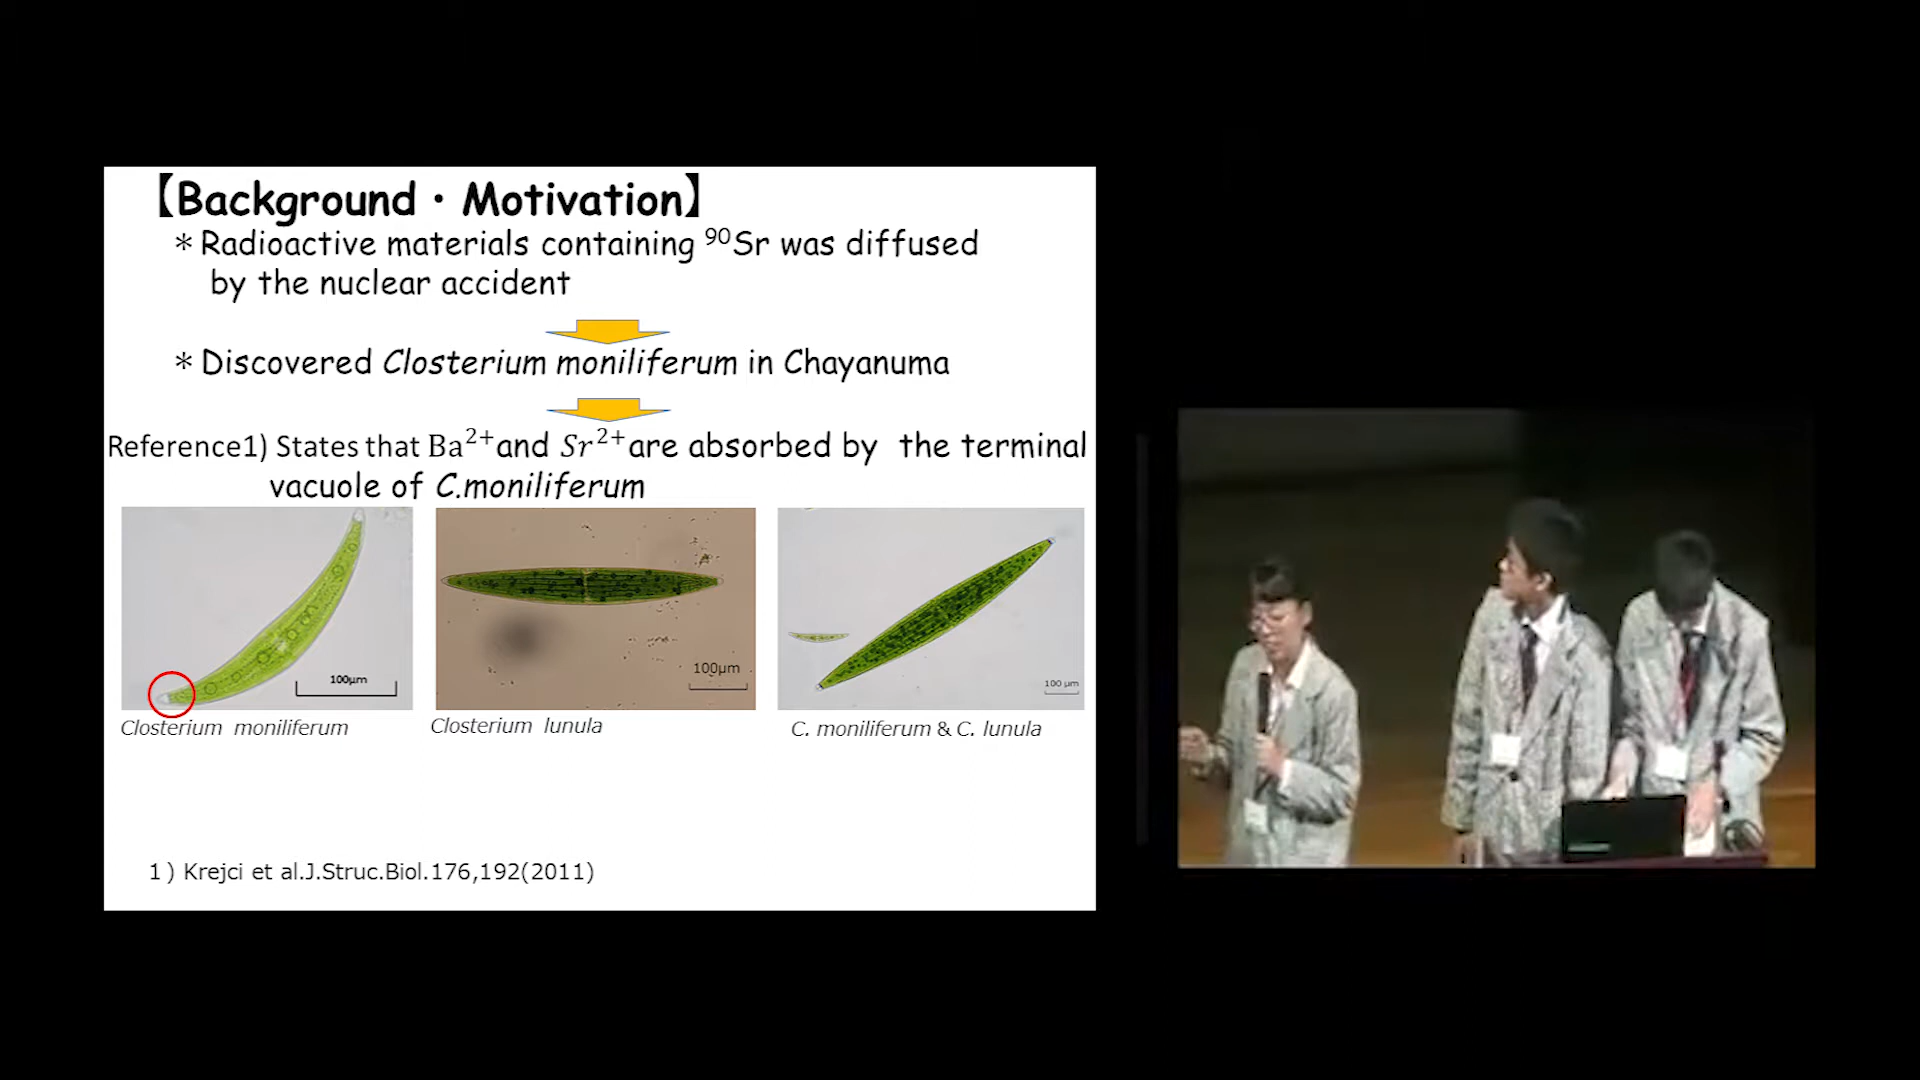 【Background・Motivation】
＊Radioactive materials containing ⁹⁰Sr was diffused
by the nuclear accident
＊Discovered Closterium moniliferum in Chayanuma
Reference1) States that Ba²⁺and Sr²⁺are absorbed by the terminal
vacuole of C.moniliferum
100μm
100μm
100 μm
Closterium moniliferum
Closterium lunula
C. moniliferum & C. lunula
1) Krejci et al.J.Struc.Biol.176,192(2011)